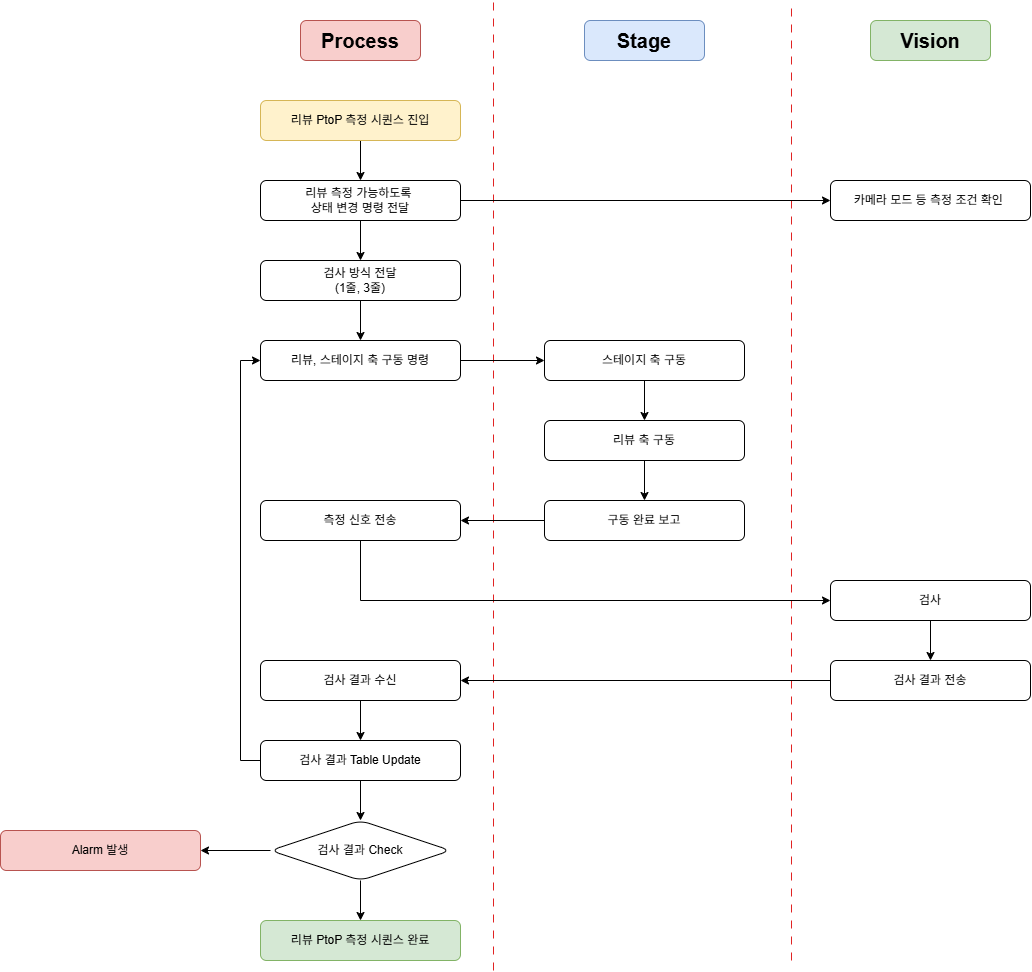 Process
Stage
Vision
리뷰 PtoP 측정 시퀀스 진입
리뷰 측정 가능하도록
상태 변경 명령 전달
카메라 모드 등 측정 조건 확인
검사 방식 전달
(1줄, 3줄)
리뷰, 스테이지 축 구동 명령
스테이지 축 구동
리뷰 축 구동
측정 신호 전송
구동 완료 보고
검사
검사 결과 수신
검사 결과 전송
검사 결과 Table Update
Alarm 발생
검사 결과 Check
리뷰 PtoP 측정 시퀀스 완료